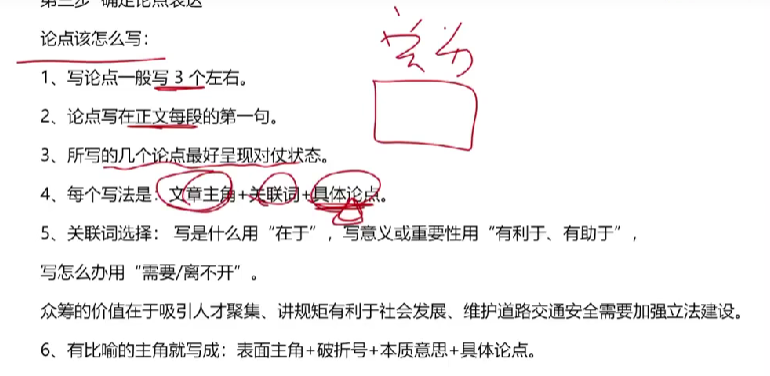 第三步 确定论点表达
论点该怎么写：
1、写论点一般写 3 个左右。
2、论点写在正文每段的第一句。
3、所写的几个论点最好呈现对仗状态。
4、每个写法是：文章主角+关联词+具体论点。
5、关联词选择： 写是什么用“在于”，写意义或重要性用“有利于、有助于”，
写怎么办用“需要/离不开”。
众筹的价值在于吸引人才聚集、讲规矩有利于社会发展、维护道路交通安全需要加强立法建设。
6、有比喻的主角就写成：表面主角+破折号+本质意思+具体论点。